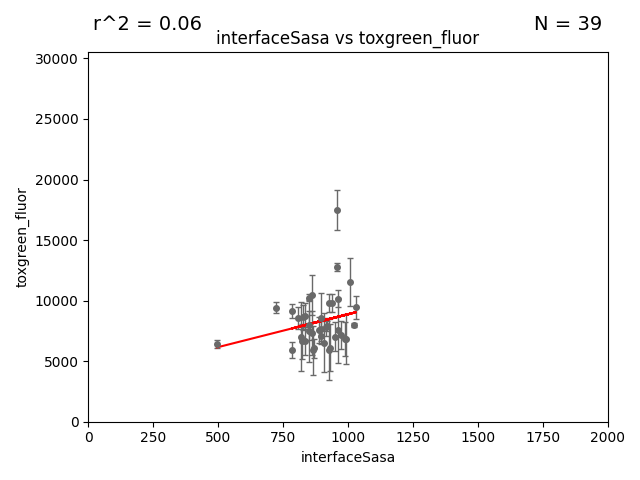 r^2 = 0.06
N = 39
interfaceSasa vs toxgreen_fluor
30000
25000
20000
15000
10000
5000
0
toxgreen_fluor
0 250 500 750 1000 1250 1500 1750 2000
interfaceSasa